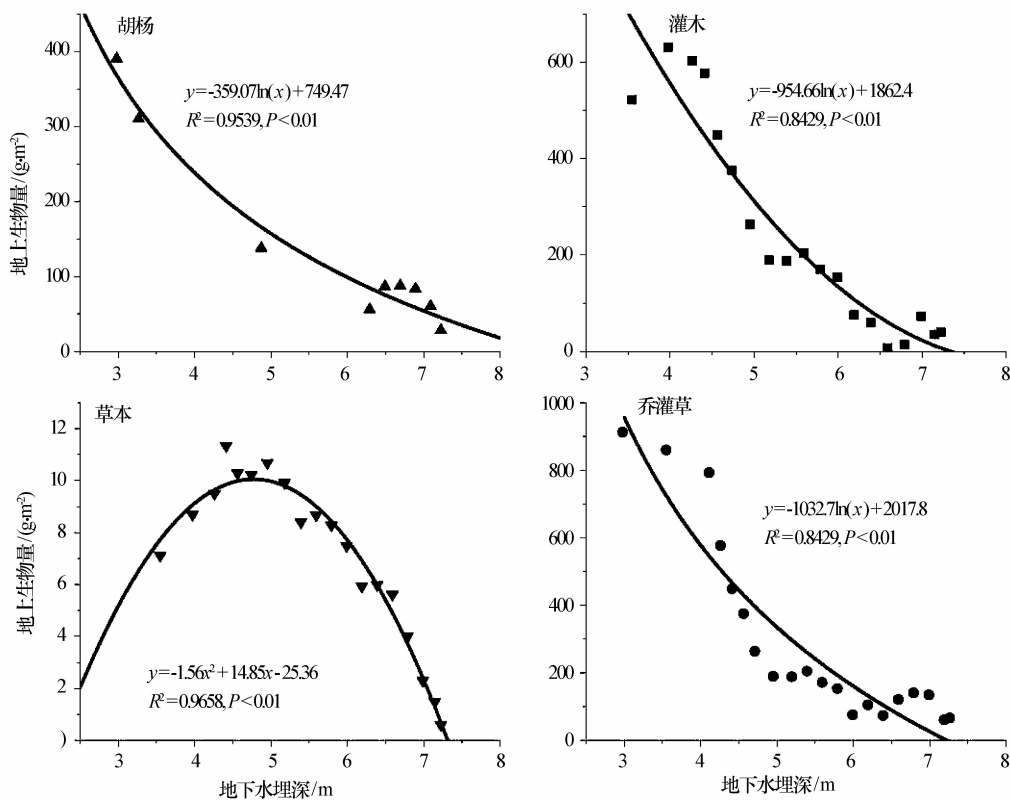 胡杨
y=-359.07ln(x)+749.47
R²=0.9539, P<0.01
400
300
200
100
0
3 4 5 6 7 8
地上生物量/(g·m⁻²)
灌木
y=-954.66ln(x)+1862.4
R²=0.8429, P<0.01
600
400
200
0
3 4 5 6 7 8
草本
y=-1.56x²+14.85x-25.36
R²=0.9658, P<0.01
12
10
8
6
4
2
)
3 4 5 6 7 8
地上生物量/(g·m⁻²)
地下水埋深/m
乔灌草
y=-1032.7ln(x)+2017.8
R²=0.8429, P<0.01
1000
800
600
400
200
0
3 4 5 6 7 8
地下水埋深/m